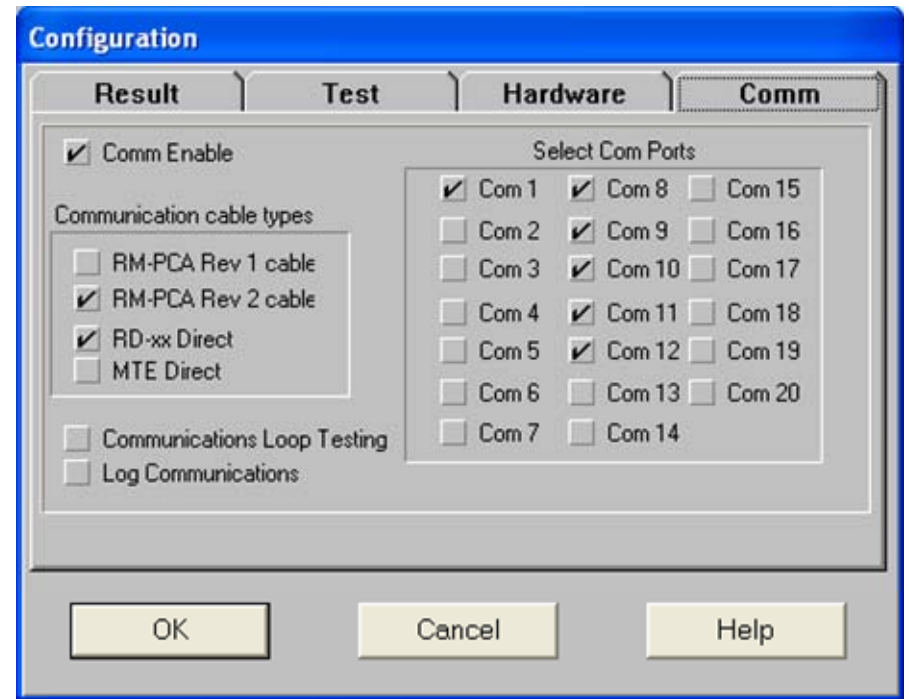 Configuration
Result Test Hardware Comm
Comm Enable
Communication cable types
RM-PCA Rev 1 cable
RM-PCA Rev 2 cable
RD-xx Direct
MTE Direct
Communications Loop Testing
Log Communications
Select Com Ports
Com 1 Com 8 Com 15
Com 2 Com 9 Com 16
Com 3 Com 10 Com 17
Com 4 Com 11 Com 18
Com 5 Com 12 Com 19
Com 6 Com 13 Com 20
Com 7 Com 14
OK Cancel Help